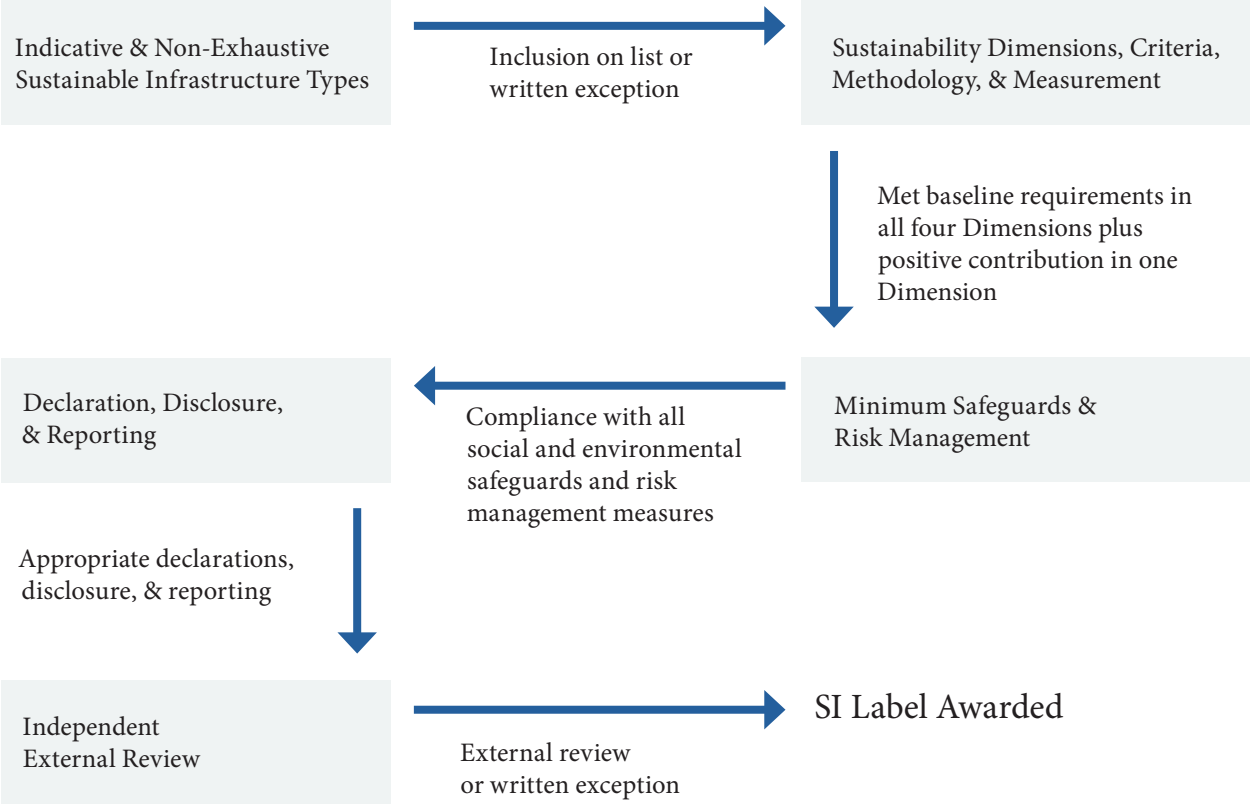 Indicative & Non-Exhaustive
Sustainable Infrastructure Types
Inclusion on list or
written exception
Sustainability Dimensions, Criteria,
Methodology, & Measurement
Met baseline requirements in
all four Dimensions plus
positive contribution in one
Dimension
Minimum Safeguards &
Risk Management
Compliance with all
social and environmental
safeguards and risk
management measures
Declaration, Disclosure,
& Reporting
Appropriate declarations,
disclosure, & reporting
Independent
External Review
External review
or written exception
SI Label Awarded